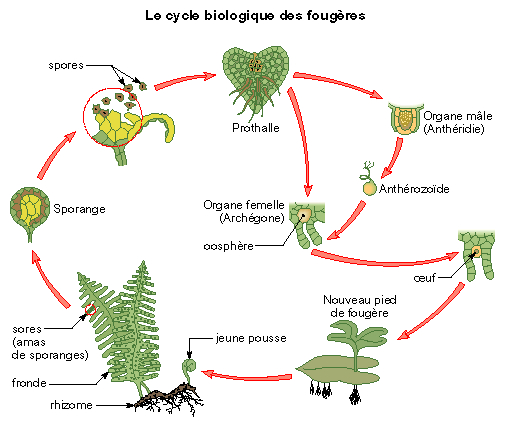 Le cycle biologique des fougères
spores
Prothalle
Organe mâle
(Anthéridie)
Anthérozoïde
Sporange
Organe femelle
(Archégone)
oosphère
œuf
Nouveau pied
de fougère
sores
(amas
de sporanges)
jeune pousse
fronde
rhizome